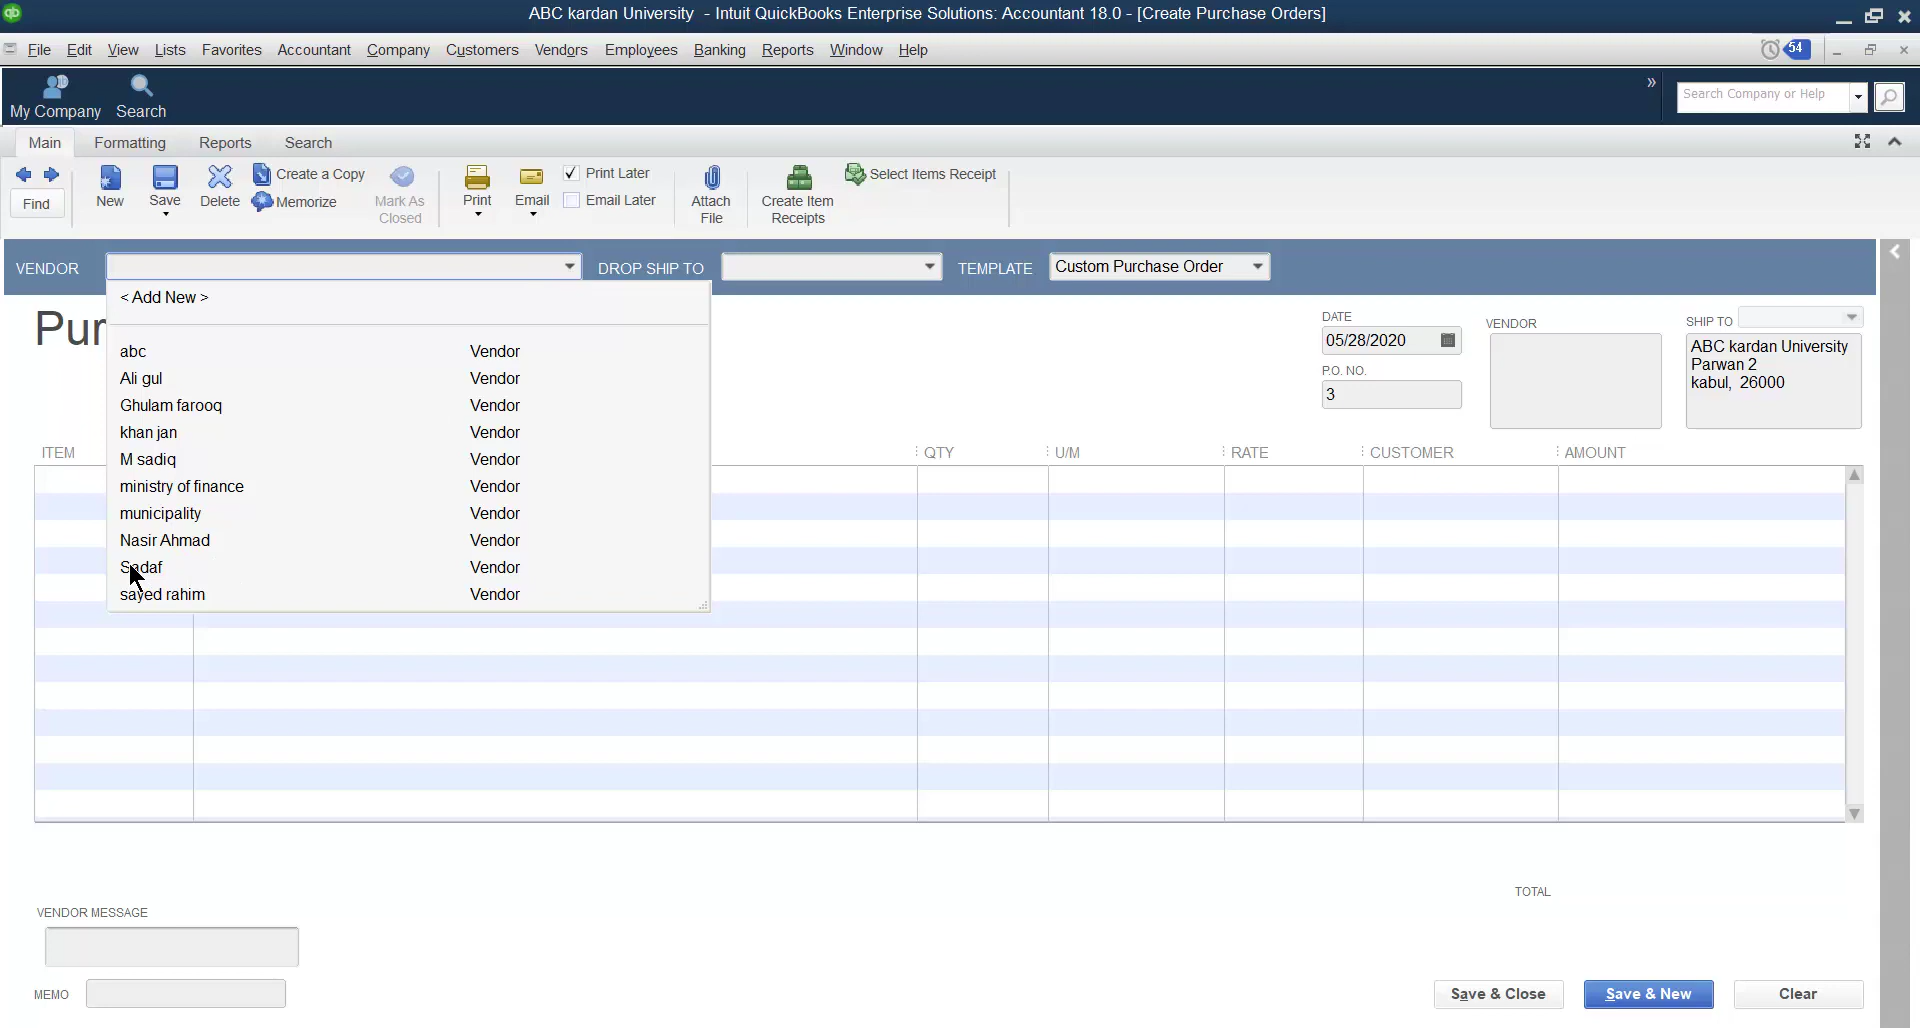 ABC kardan University - Intuit QuickBooks Enterprise Solutions: Accountant 18.0 - [Create Purchase Orders]
File Edit View Lists Favorites Accountant Company Customers Vendors Employees Banking Reports Window Help 54
My Company Search » Search Company or Help
Main Formatting Reports Search
Find New Save Delete Create a Copy Memorize Mark As Closed Print Email Print Later Email Later Attach File Create Item Receipts Select Items Receipt
VENDOR DROP SHIP TO TEMPLATE Custom Purchase Order
< Add New >
abc Vendor
Ali gul Vendor
Ghulam farooq Vendor
khan jan Vendor
M sadiq Vendor
ministry of finance Vendor
municipality Vendor
Nasir Ahmad Vendor
Sadaf Vendor
sayed rahim Vendor
Pur
DATE
05/28/2020
P.O. NO.
3
VENDOR
SHIP TO
ABC kardan University
Parwan 2
kabul, 26000
ITEM QTY U/M RATE CUSTOMER AMOUNT
TOTAL
VENDOR MESSAGE
MEMO
Save & Close Save & New Clear